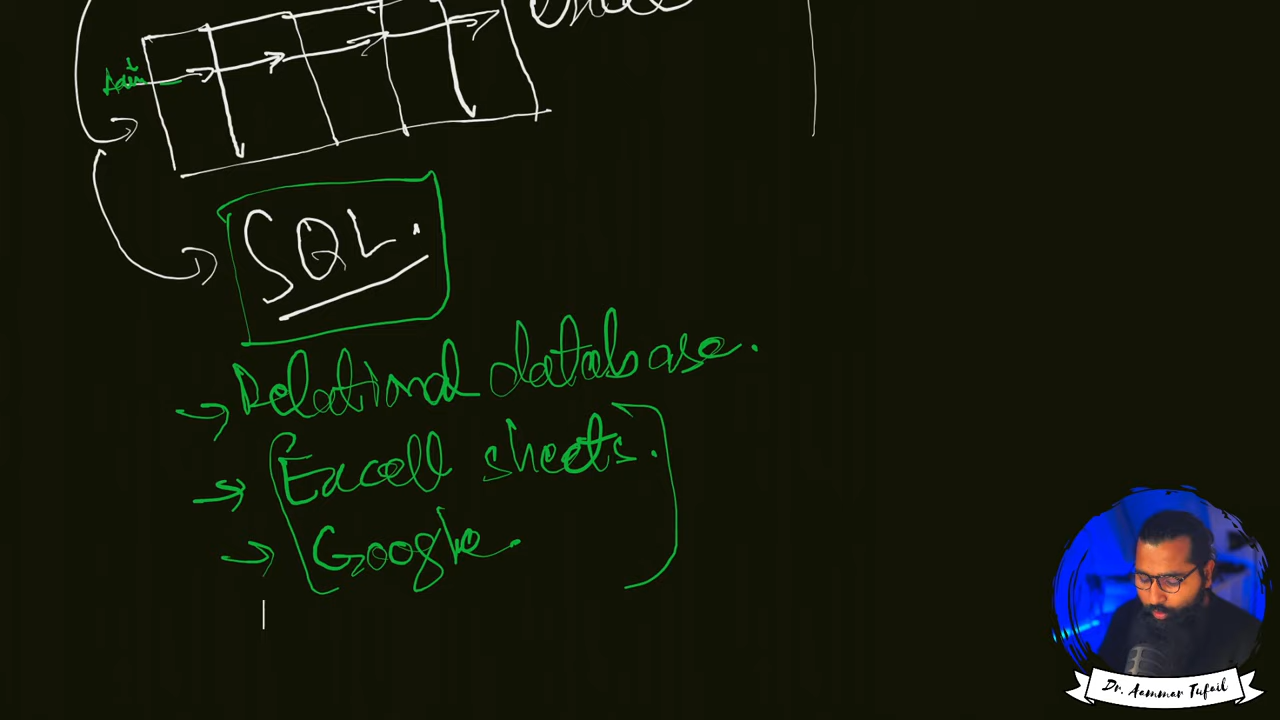 SQL.
Relational database.
Excell sheets.
Google.
Dr. Aammar Tufail